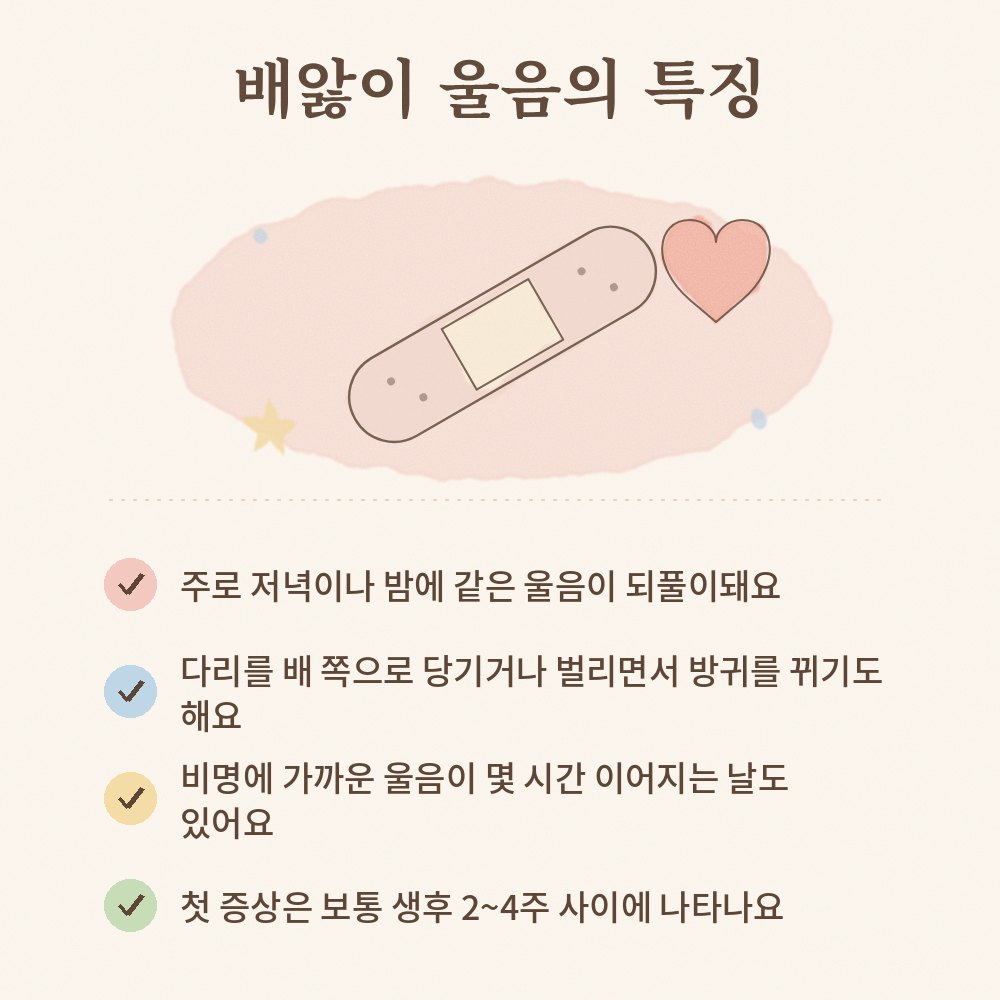 배앓이 울음의 특징
주로 저녁이나 밤에 같은 울음이 되풀이돼요
다리를 배 쪽으로 당기거나 벌리면서 방귀를 뀌기도
해요
비명에 가까운 울음이 몇 시간 이어지는 날도
있어요
첫 증상은 보통 생후 2~4주 사이에 나타나요